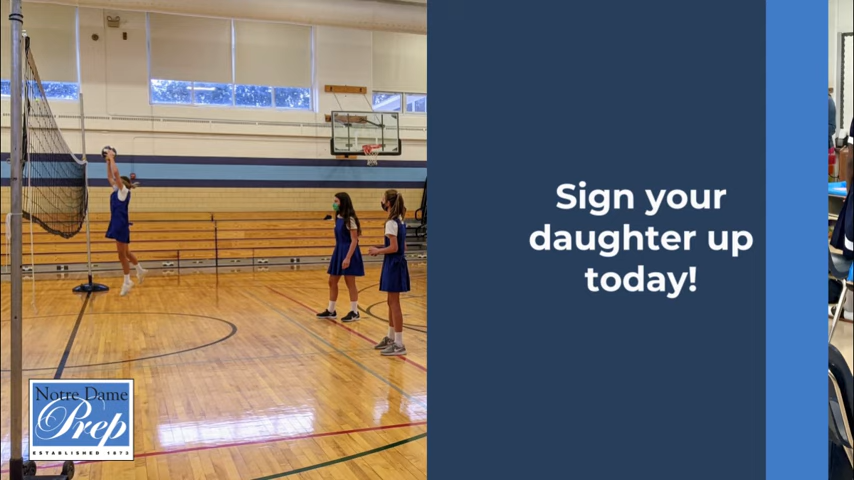 Sign your
daughter up
today!
Notre Dame
Prep
ESTABLISHED 1873